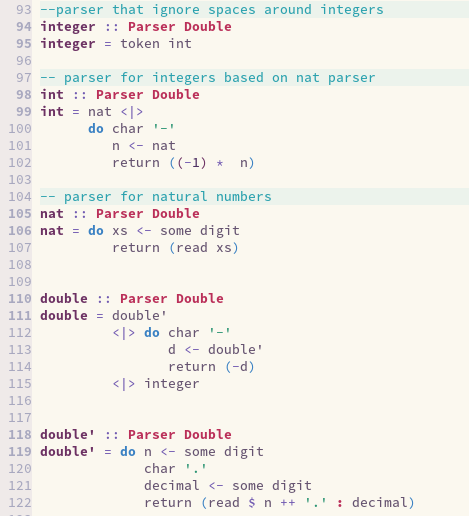 93 --parser that ignore spaces around integers
94 integer :: Parser Double
95 integer = token int
96
97 -- parser for integers based on nat parser
98 int :: Parser Double
99 int = nat <|>
100       do char '-'
101          n <- nat
102          return ((-1) *  n)
103
104 -- parser for natural numbers
105 nat :: Parser Double
106 nat = do xs <- some digit
107          return (read xs)
108
109
110 double :: Parser Double
111 double = double'
112          <|> do char '-'
113                 d <- double'
114                 return (-d)
115          <|> integer
116
117
118 double' :: Parser Double
119 double' = do n <- some digit
120              char '.'
121              decimal <- some digit
122              return (read $ n ++ '.' : decimal)